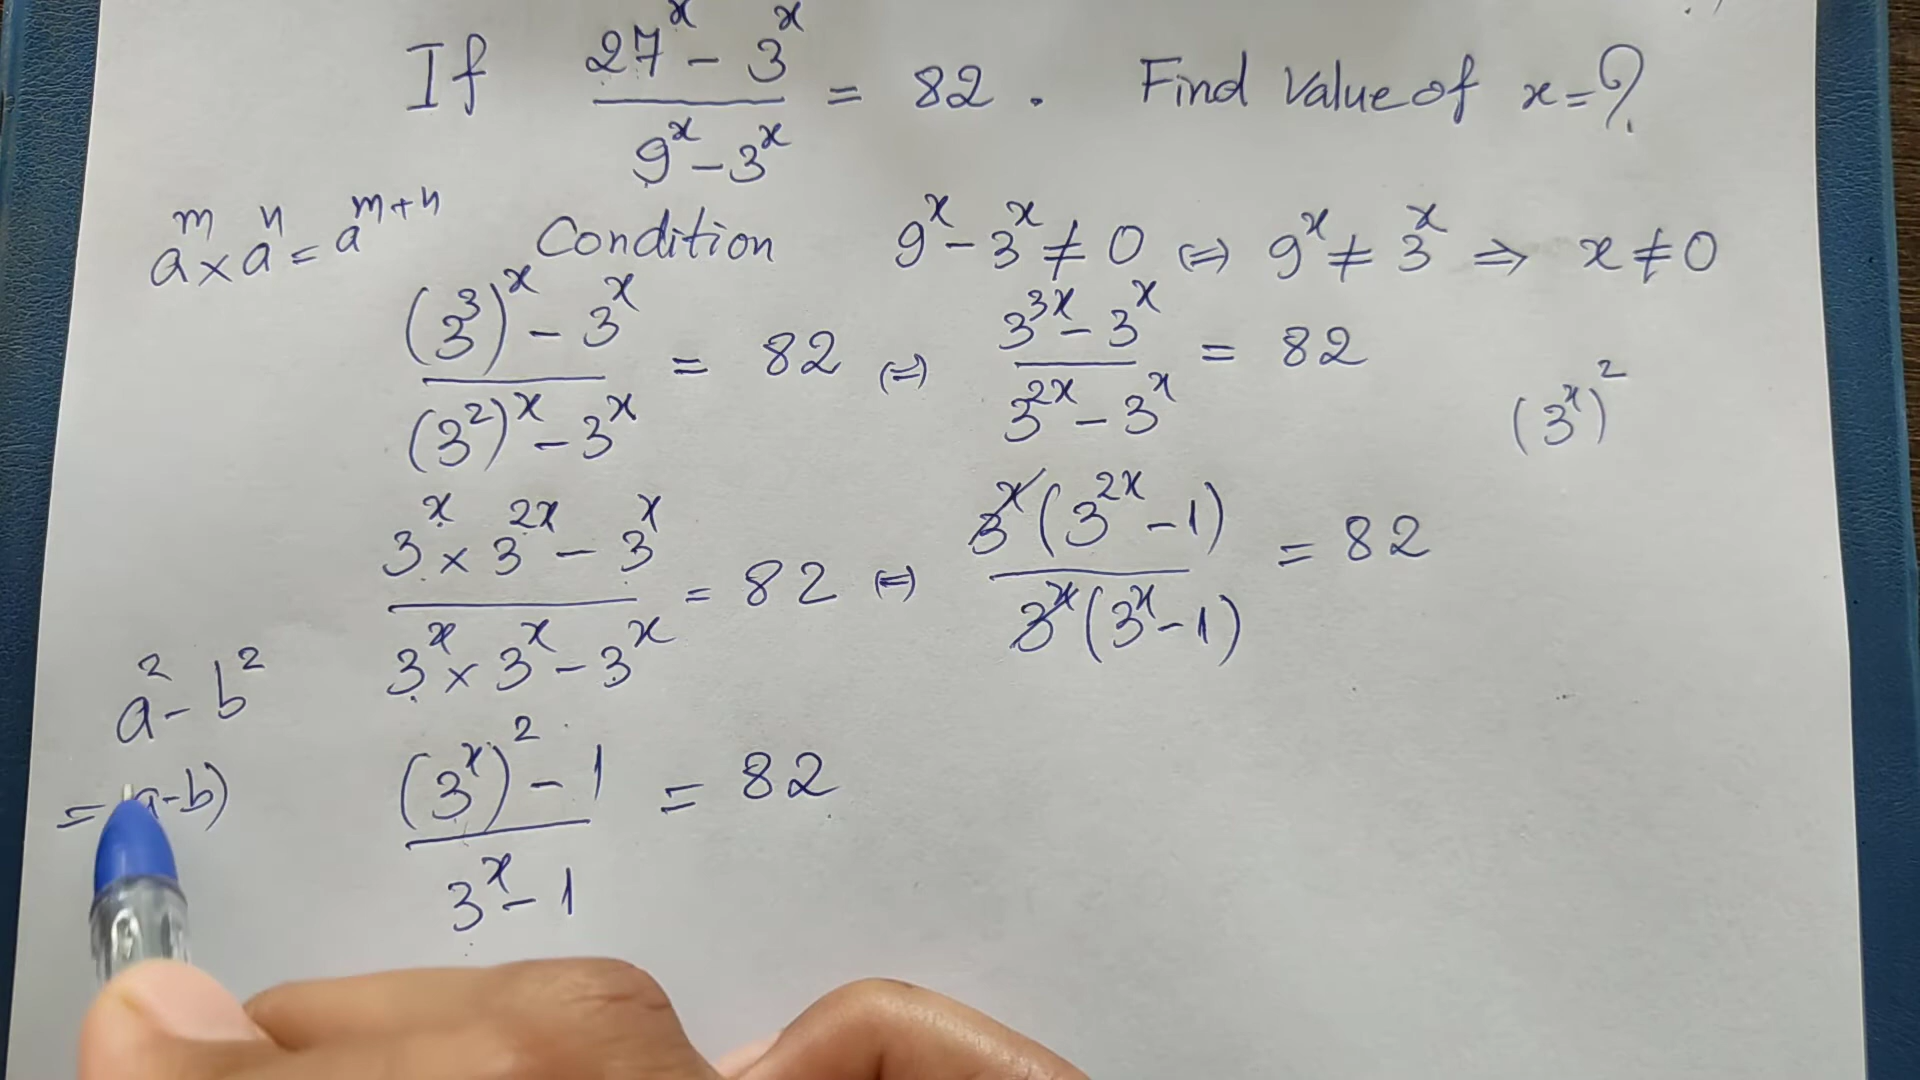 If (27^x - 3^x)/(9^x - 3^x) = 82 . Find Value of x = ?
a^m × a^n = a^(m+n)
Condition 9^x - 3^x ≠ 0 ⇔ 9^x ≠ 3^x ⇒ x ≠ 0
((3^3)^x - 3^x)/((3^2)^x - 3^x) = 82 ⇔ (3^(3x) - 3^x)/(3^(2x) - 3^x) = 82
(3^x)^2
(3^x × 3^(2x) - 3^x)/(3^x × 3^x - 3^x) = 82 ⇔ (3^x(3^(2x) - 1))/(3^x(3^x - 1)) = 82
a^2 - b^2
= (a-b)
((3^x)^2 - 1)/(3^x - 1) = 82